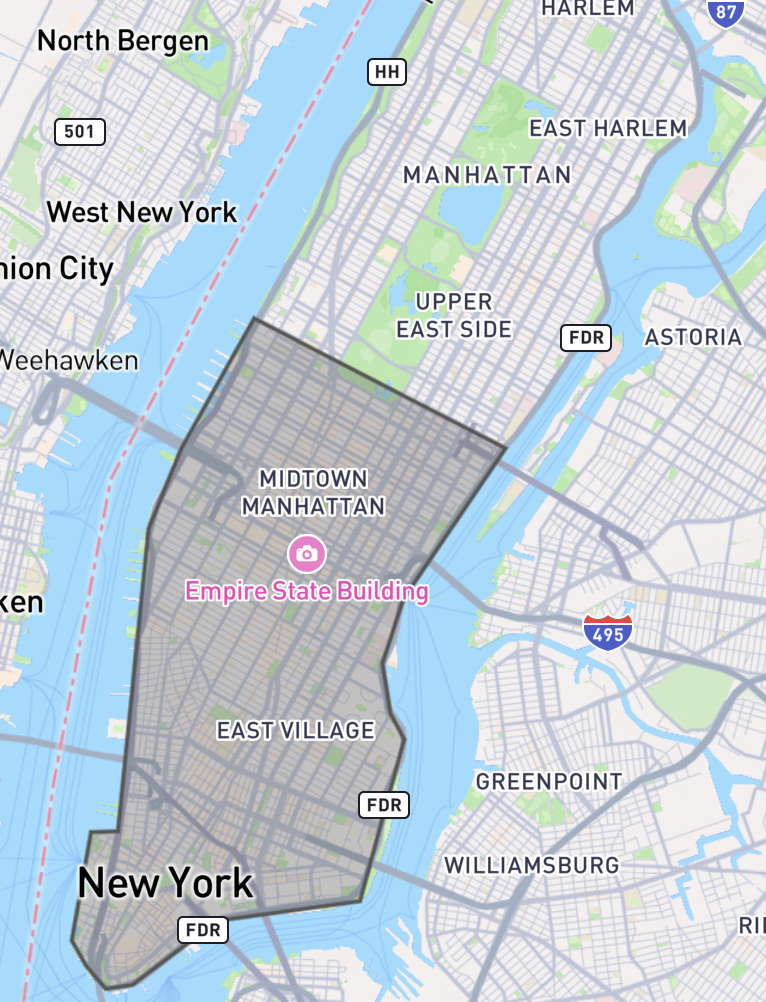 HARLEM
87
North Bergen
HH
501
EAST HARLEM
MANHATTAN
West New York
nion City
UPPER
EAST SIDE
FDR
ASTORIA
Weehawken
MIDTOWN
MANHATTAN
Empire State Building
ken
495
EAST VILLAGE
GREENPOINT
FDR
WILLIAMSBURG
New York
FDR
RI